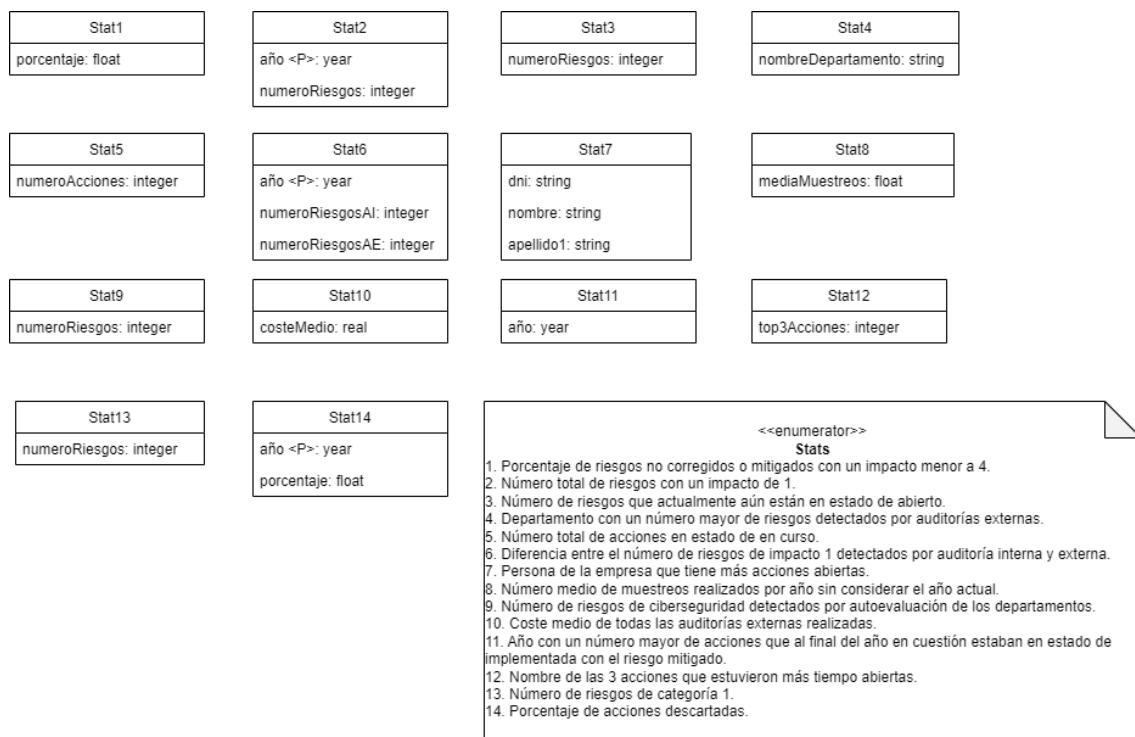 Stat1
porcentaje: float
Stat2
año <P>: year
numeroRiesgos: integer
Stat3
numeroRiesgos: integer
Stat4
nombreDepartamento: string
Stat5
numeroAcciones: integer
Stat6
año <P>: year
numeroRiesgosAI: integer
numeroRiesgosAE: integer
Stat7
dni: string
nombre: string
apellido1: string
Stat8
mediaMuestreos: float
Stat9
numeroRiesgos: integer
Stat10
costeMedio: real
Stat11
año: year
Stat12
top3Acciones: integer
Stat13
numeroRiesgos: integer
Stat14
año <P>: year
porcentaje: float
<<enumerator>>
Stats
1. Porcentaje de riesgos no corregidos o mitigados con un impacto menor a 4.
2. Número total de riesgos con un impacto de 1.
3. Número de riesgos que actualmente aún están en estado de abierto.
4. Departamento con un número mayor de riesgos detectados por auditorías externas.
5. Número total de acciones en estado de en curso.
6. Diferencia entre el número de riesgos de impacto 1 detectados por auditoría interna y externa.
7. Persona de la empresa que tiene más acciones abiertas.
8. Número medio de muestreos realizados por año sin considerar el año actual.
9. Número de riesgos de ciberseguridad detectados por autoevaluación de los departamentos.
10. Coste medio de todas las auditorías externas realizadas.
11. Año con un número mayor de acciones que al final del año en cuestión estaban en estado de
implementada con el riesgo mitigado.
12. Nombre de las 3 acciones que estuvieron más tiempo abiertas.
13. Número de riesgos de categoría 1.
14. Porcentaje de acciones descartadas.